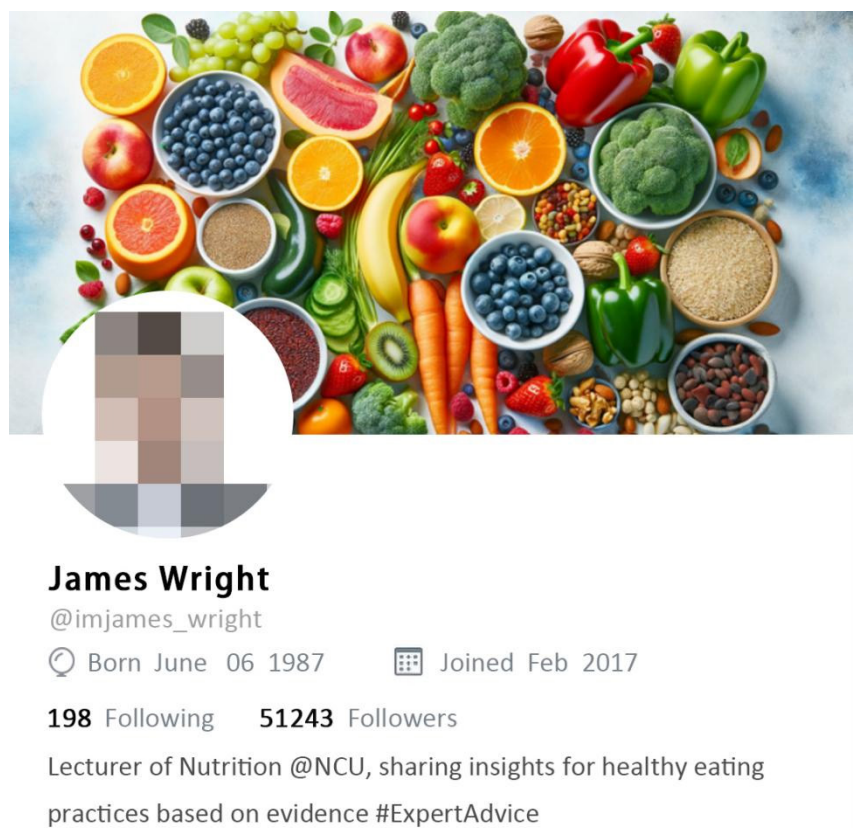 James Wright
@imjames_wright
Born June 06 1987 Joined Feb 2017
198 Following 51243 Followers
Lecturer of Nutrition @NCU, sharing insights for healthy eating
practices based on evidence #ExpertAdvice